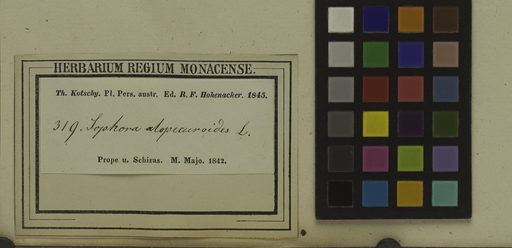 HERBARIUM REGIUM MONACENSE.
Th. Kotschy. Pl. Pers. austr. Ed. R. F. Hohenacker. 1845.
319. Sophora alopecuroides L.
Prope u. Schiras. M. Majo. 1842.